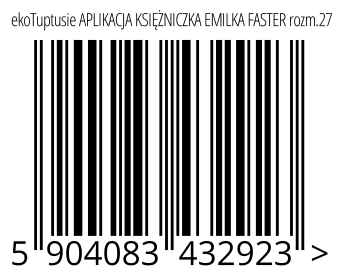 ekoTuptusie APLIKACJA KSIĘŻNICZKA EMILKA FASTER rozm.27
5 904083 432923 >